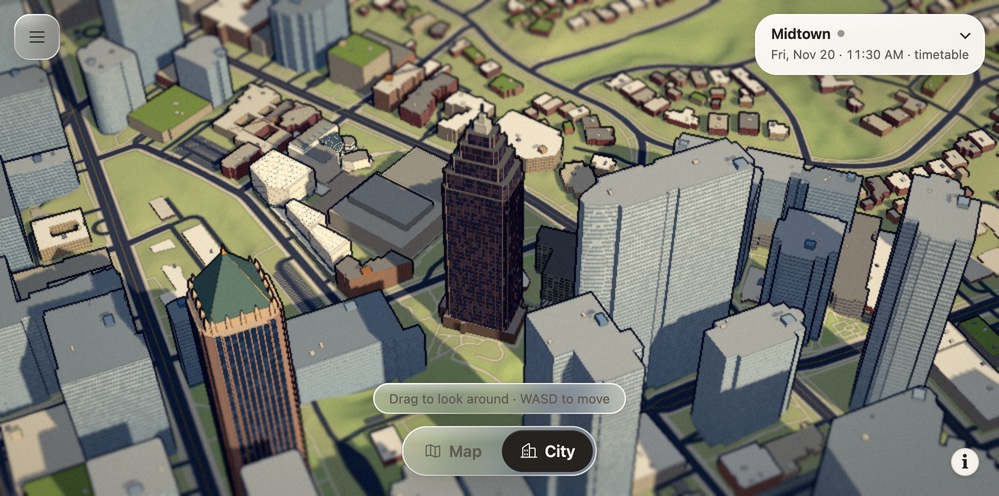 Midtown
Fri, Nov 20 · 11:30 AM · timetable
Drag to look around · WASD to move
Map
City
i